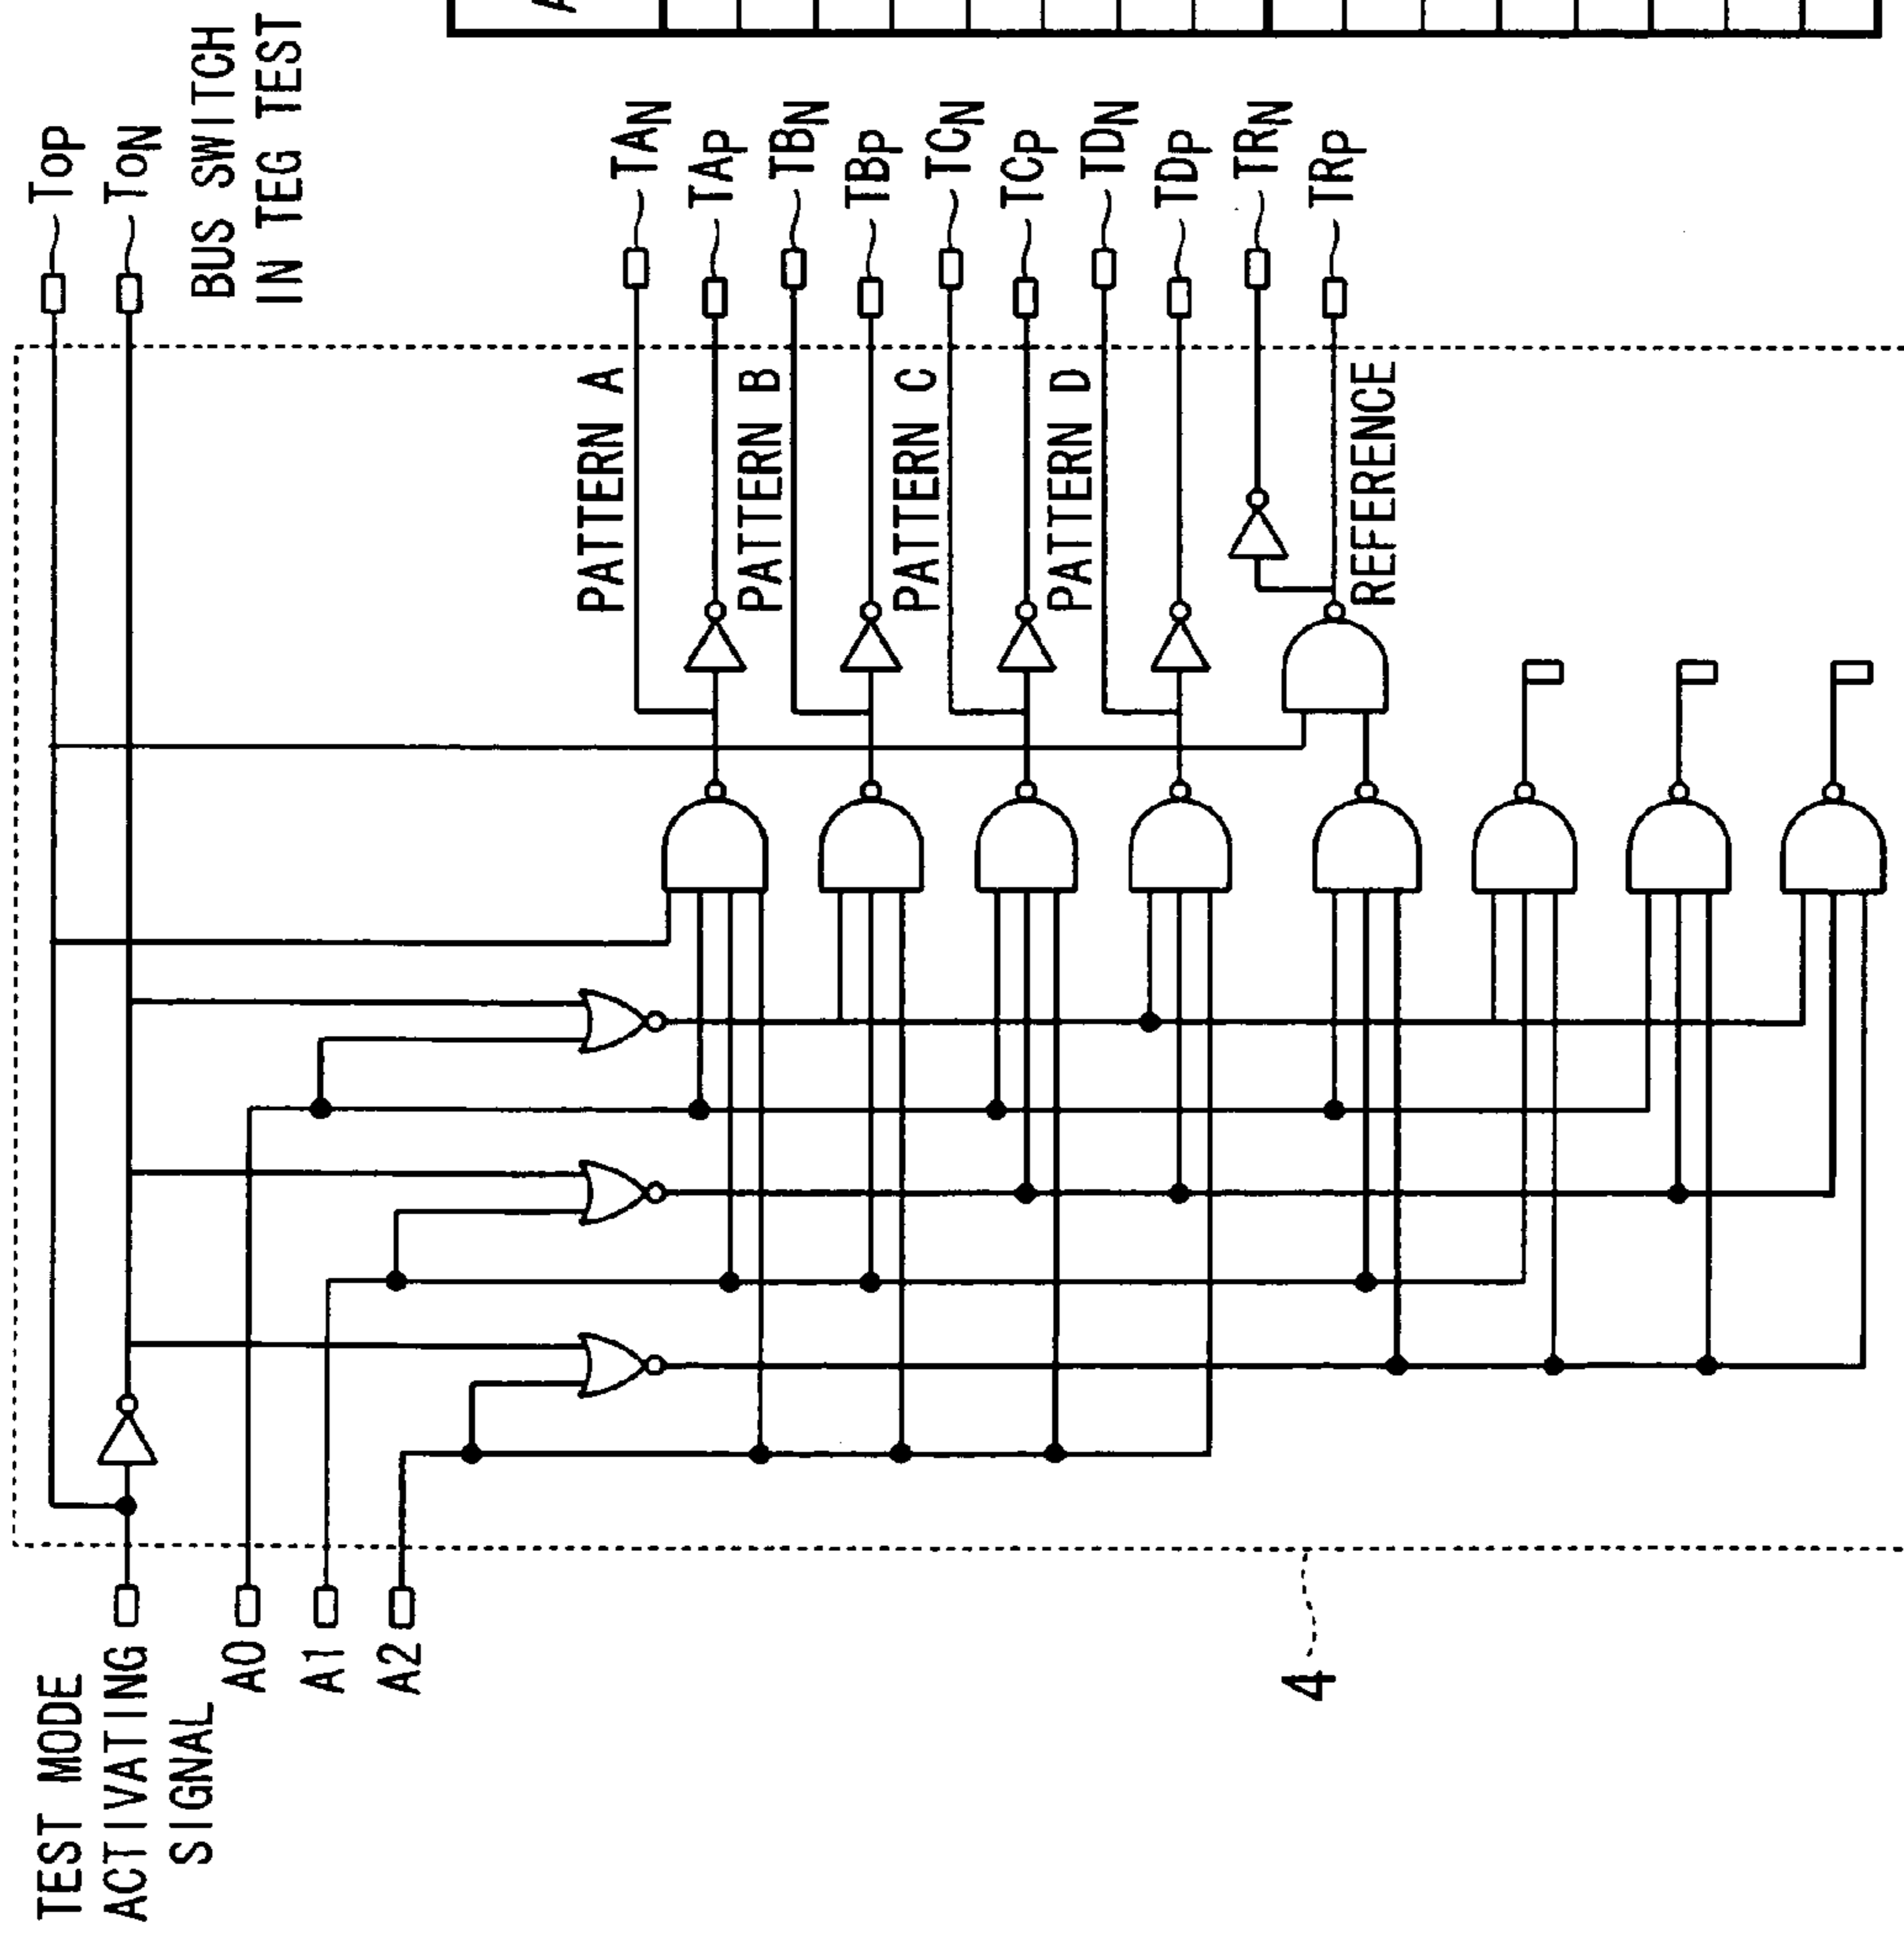 TEST MODE
ACTIVATING
SIGNAL
A0
A1
A2
4
TOP
TON
BUS SWITCH
IN TEG TEST
PATTERN A
TAN
TAP
PATTERN B
TBN
TBP
PATTERN C
TCN
TCP
PATTERN D
TDN
TDP
TRN
TRP
REFERENCE